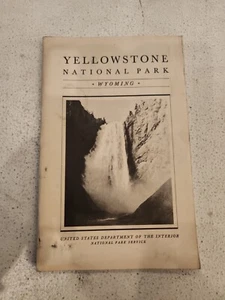 YELLOWSTONE
NATIONAL PARK
• WYOMING •
UNITED STATES DEPARTMENT OF THE INTERIOR
NATIONAL PARK SERVICE